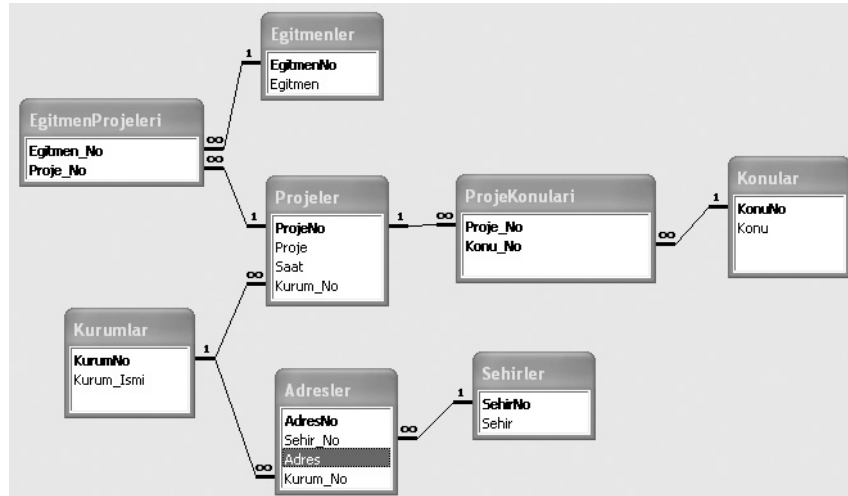 Egitmenler
1
EgitmenNo
Egitmen
EgitmenProjeleri
∞
Egitmen_No
∞
Proje_No
Projeler
1
ProjeNo
1
Proje
Saat
∞
Kurum_No
ProjeKonulari
∞
Proje_No
Konu_No
∞
Konular
1
KonuNo
Konu
Kurumlar
1
KurumNo
Kurum_Ismi
Adresler
AdresNo
Sehir_No
∞
Adres
∞
Kurum_No
Sehirler
1
SehirNo
Sehir